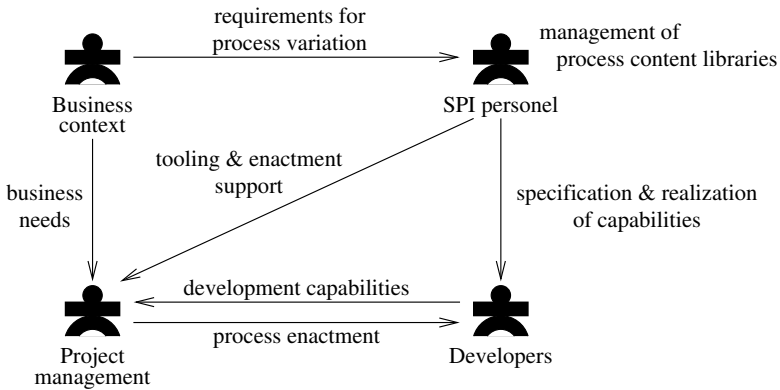 requirements for
process variation
management of
process content libraries
Business
context
SPI personel
tooling & enactment
support
business
needs
specification & realization
of capabilities
development capabilities
process enactment
Project
management
Developers